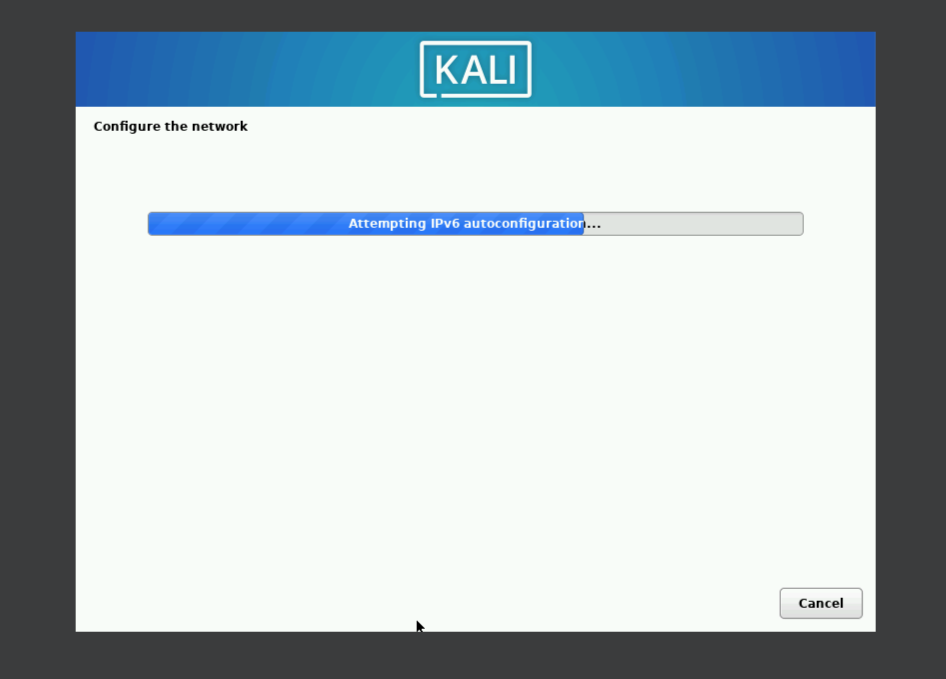 KALI
Configure the network
Attempting IPv6 autoconfiguration...
Cancel